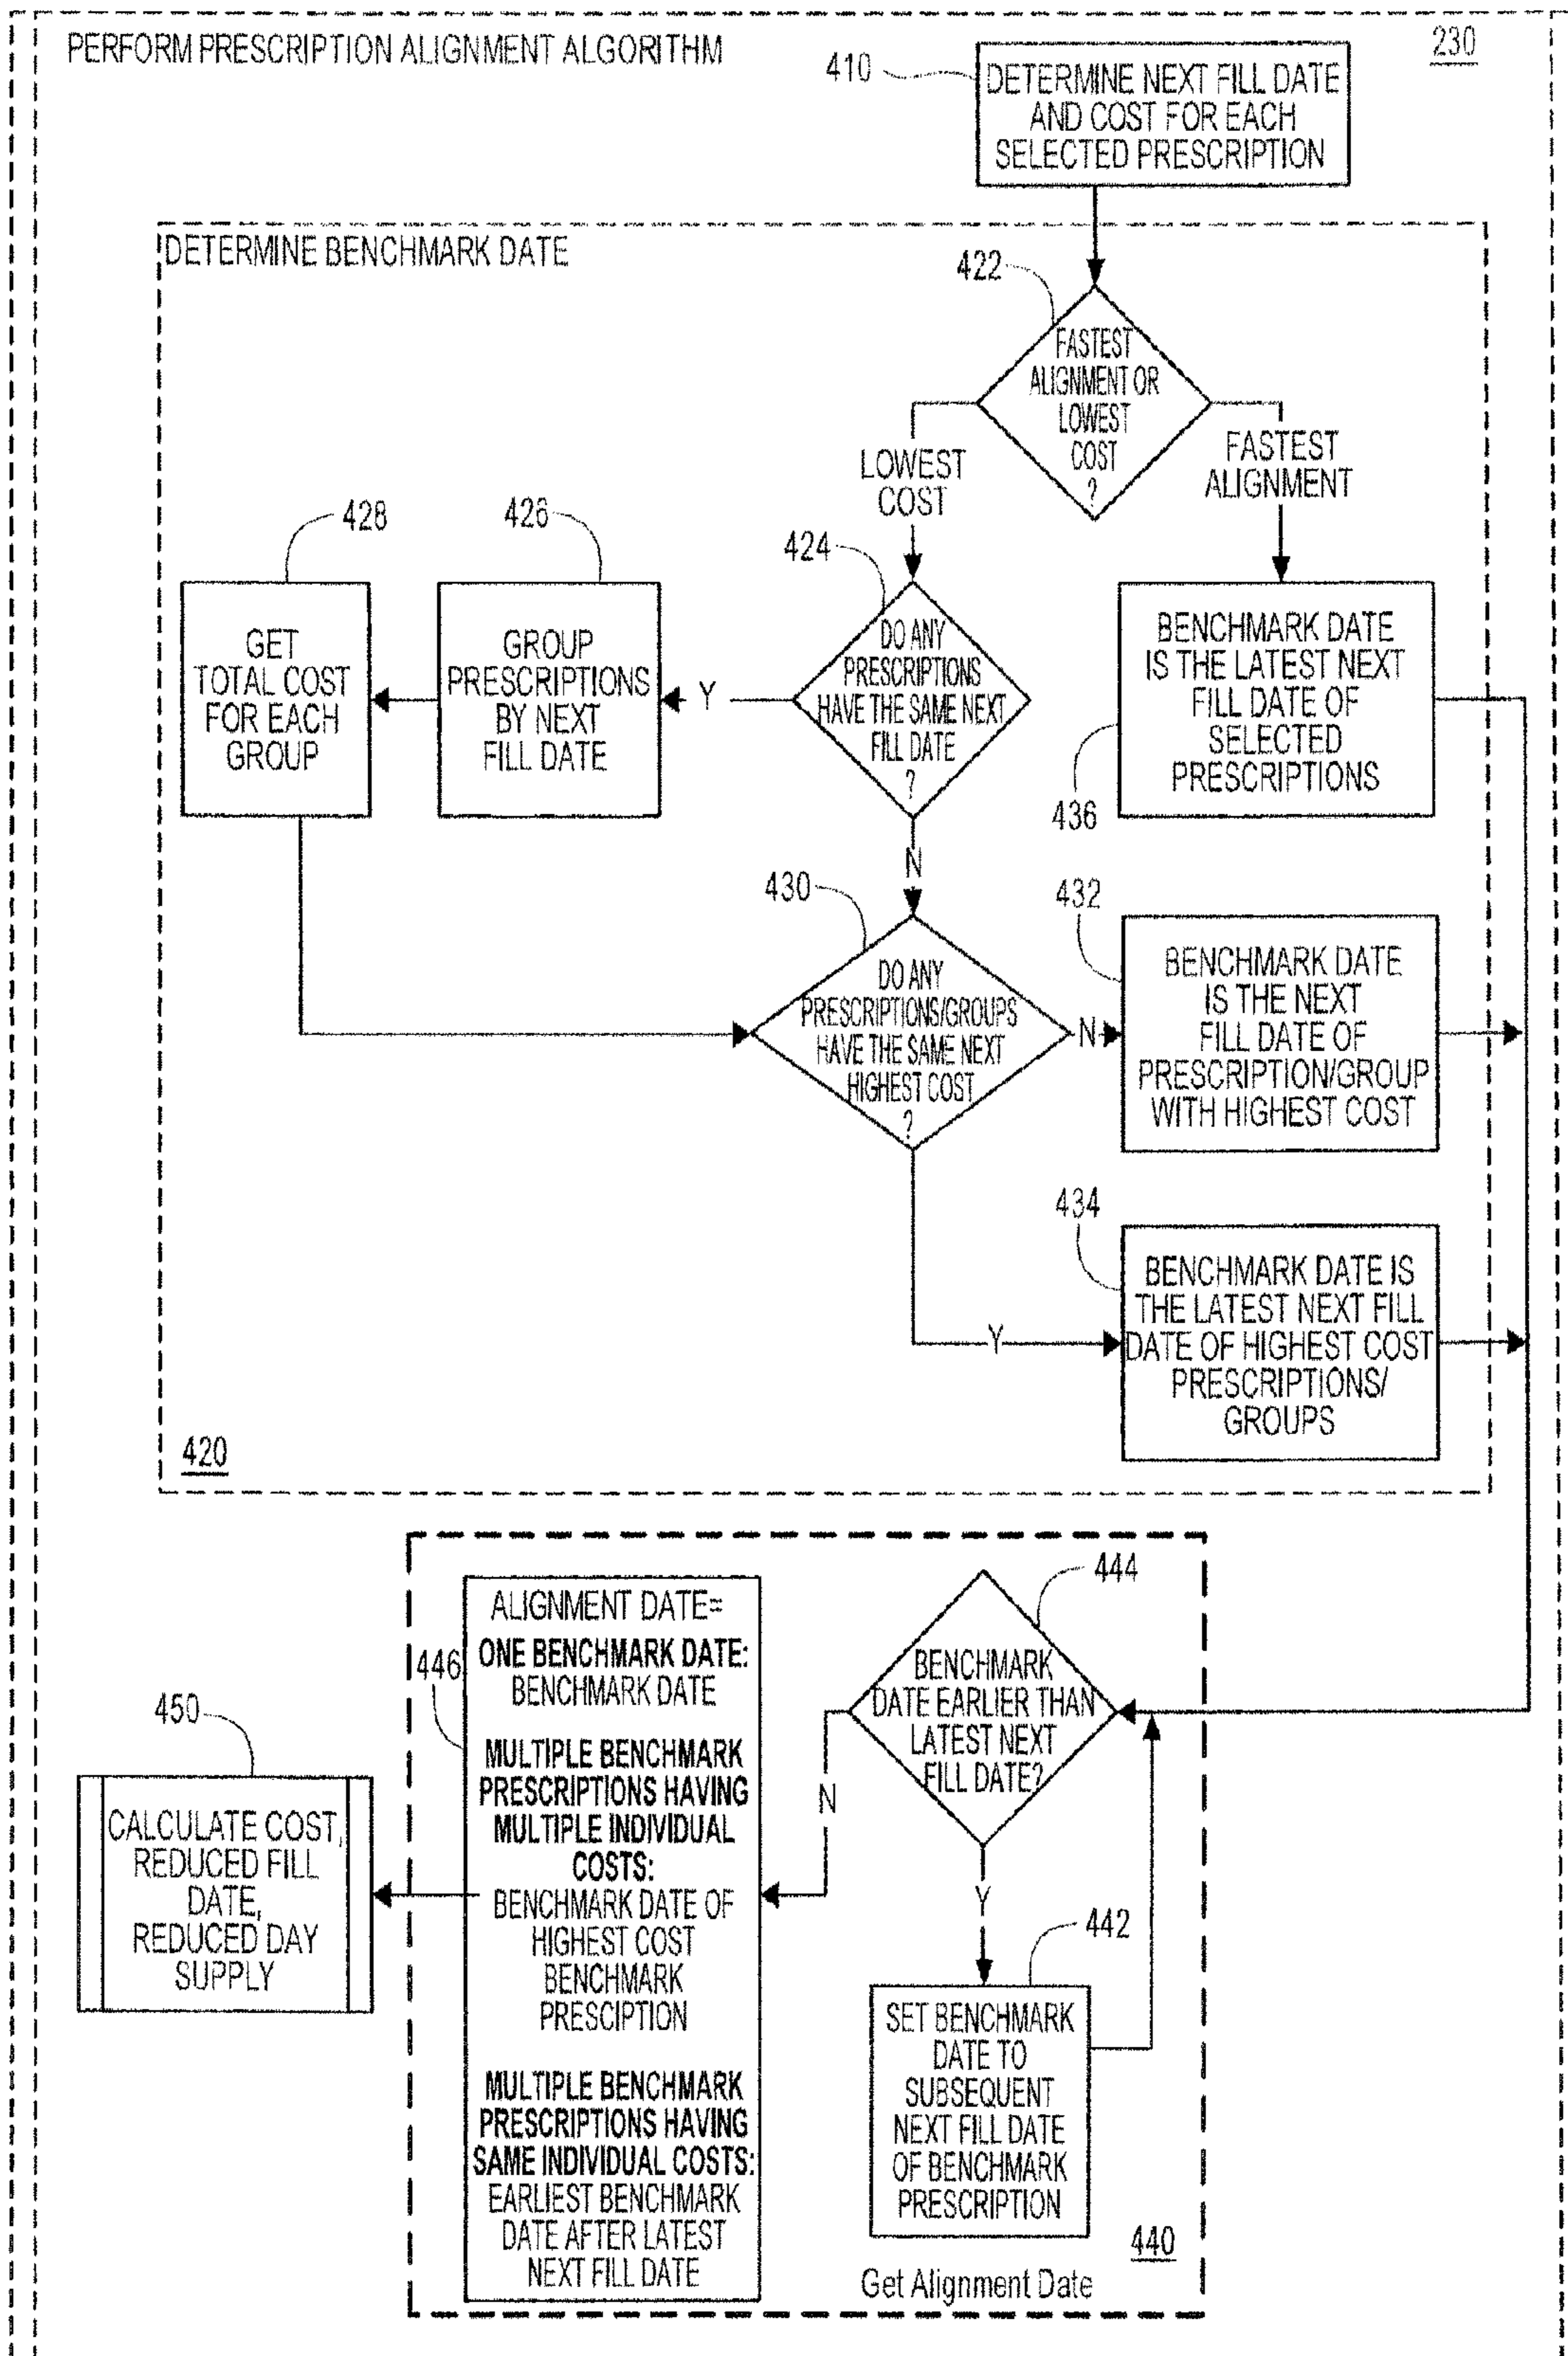 PERFORM PRESCRIPTION ALIGNMENT ALGORITHM
230
410
DETERMINE NEXT FILL DATE
AND COST FOR EACH
SELECTED PRESCRIPTION
DETERMINE BENCHMARK DATE
422
FASTEST
ALIGNMENT OR
LOWEST
COST
?
LOWEST
COST
FASTEST
ALIGNMENT
428
426
424
GET
TOTAL COST
FOR EACH
GROUP
GROUP
PRESCRIPTIONS
BY NEXT
FILL DATE
Y
DO ANY
PRESCRIPTIONS
HAVE THE SAME NEXT
FILL DATE
?
BENCHMARK DATE
IS THE LATEST NEXT
FILL DATE OF
SELECTED
PRESCRIPTIONS
436
N
430
432
DO ANY
PRESCRIPTIONS/GROUPS
HAVE THE SAME NEXT
HIGHEST COST
?
N
BENCHMARK DATE
IS THE NEXT
FILL DATE OF
PRESCRIPTION/GROUP
WITH HIGHEST COST
434
Y
BENCHMARK DATE IS
THE LATEST NEXT FILL
DATE OF HIGHEST COST
PRESCRIPTIONS/
GROUPS
420
444
BENCHMARK
DATE EARLIER THAN
LATEST NEXT
FILL DATE?
N
Y
442
SET BENCHMARK
DATE TO
SUBSEQUENT
NEXT FILL DATE
OF BENCHMARK
PRESCRIPTION
446
ALIGNMENT DATE=
ONE BENCHMARK DATE:
BENCHMARK DATE
MULTIPLE BENCHMARK
PRESCRIPTIONS HAVING
MULTIPLE INDIVIDUAL
COSTS:
BENCHMARK DATE OF
HIGHEST COST
BENCHMARK
PRESCIPTION
MULTIPLE BENCHMARK
PRESCRIPTIONS HAVING
SAME INDIVIDUAL COSTS:
EARLIEST BENCHMARK
DATE AFTER LATEST
NEXT FILL DATE
440
Get Alignment Date
450
CALCULATE COST,
REDUCED FILL
DATE,
REDUCED DAY
SUPPLY